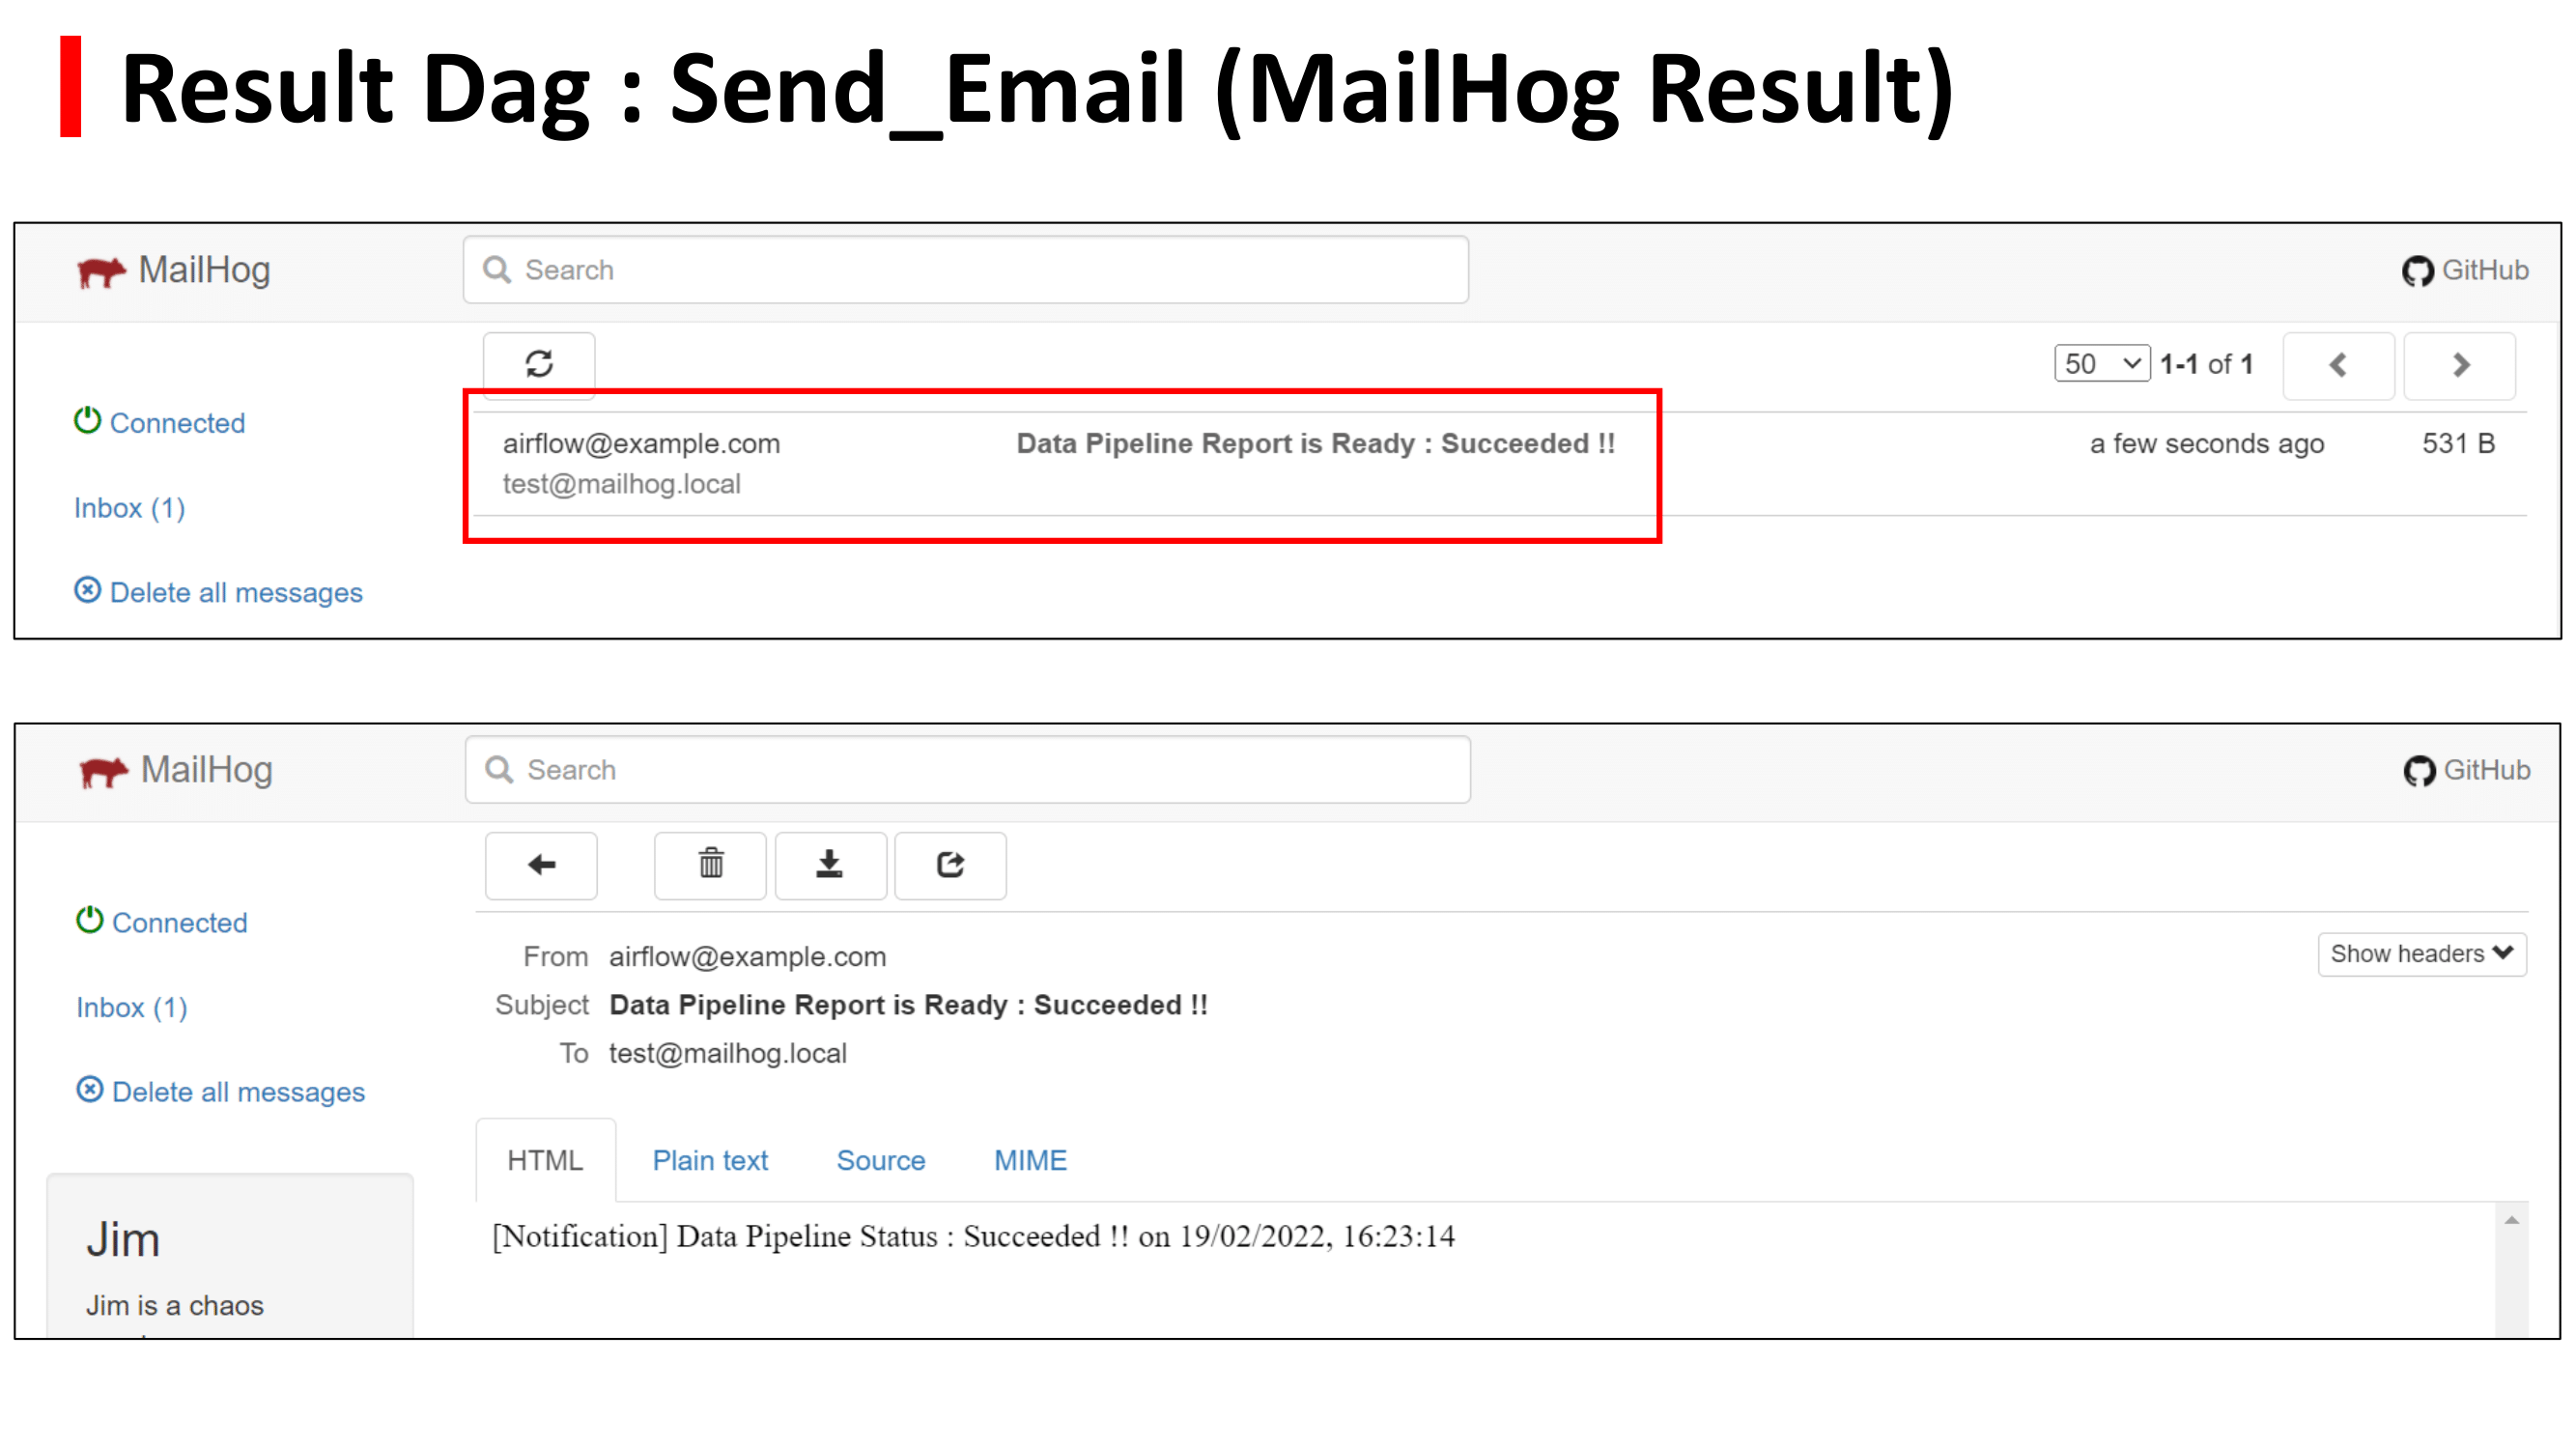 Result Dag : Send_Email (MailHog Result)
MailHog
Search
GitHub
50 1-1 of 1
Connected
airflow@example.com Data Pipeline Report is Ready : Succeeded !! a few seconds ago 531 B
test@mailhog.local
Inbox (1)
Delete all messages
MailHog
Search
GitHub
Connected
Inbox (1)
Delete all messages
From airflow@example.com
Show headers
Subject Data Pipeline Report is Ready : Succeeded !!
To test@mailhog.local
HTML Plain text Source MIME
[Notification] Data Pipeline Status : Succeeded !! on 19/02/2022, 16:23:14
Jim
Jim is a chaos